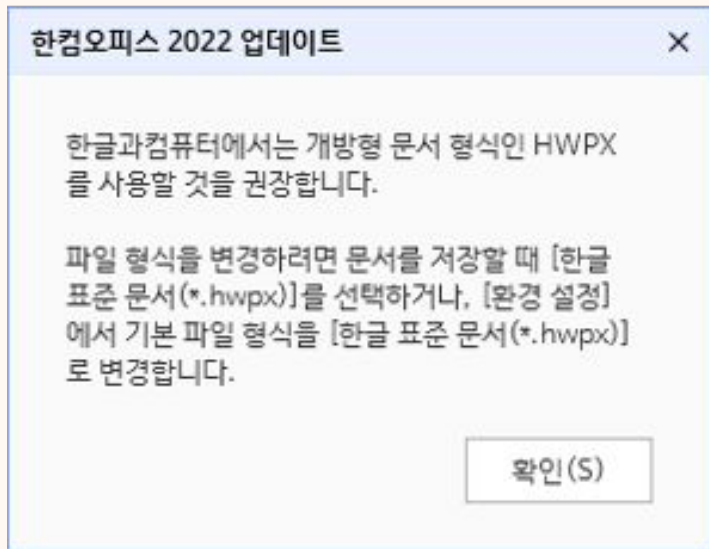 한컴오피스 2022 업데이트
한글과컴퓨터에서는 개방형 문서 형식인 HWPX
를 사용할 것을 권장합니다.
파일 형식을 변경하려면 문서를 저장할 때 [한글
표준 문서(*.hwpx)]를 선택하거나, [환경 설정]
에서 기본 파일 형식을 [한글 표준 문서(*.hwpx)]
로 변경합니다.
확인(S)